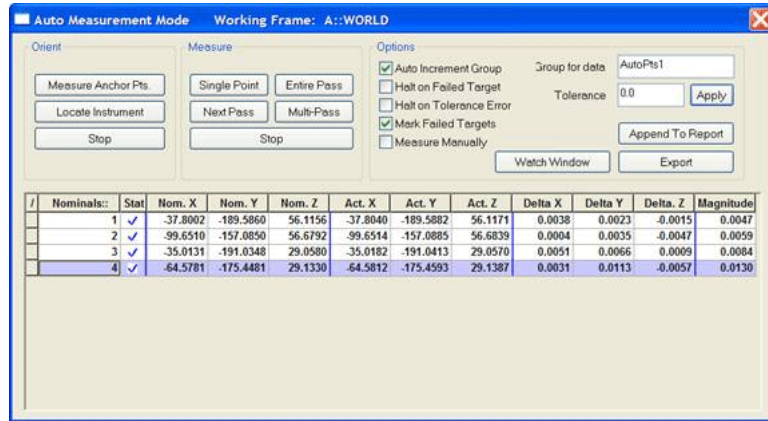 Auto Measurement Mode Working Frame: A::WORLD
Orient
Measure Anchor Pts.
Locate Instrument
Stop
Measure
Single Point Entire Pass
Next Pass Multi-Pass
Stop
Options
Auto Increment Group
Halt on Failed Target
Halt on Tolerance Error
Mark Failed Targets
Measure Manually
Group for data AutoPts1
Tolerance 0.0 Apply
Append To Report
Watch Window Export
/ Nominals:: Stat Nom. X Nom. Y Nom. Z Act. X Act. Y Act. Z Delta X Delta Y Delta. Z Magnitude
1 -37.8002 -189.5860 56.1156 -37.8040 -189.5882 56.1171 0.0038 0.0023 -0.0015 0.0047
2 -99.6510 -157.0850 56.6792 -99.6514 -157.0885 56.6839 0.0004 0.0035 -0.0047 0.0059
3 -35.0131 -191.0348 29.0580 -35.0182 -191.0413 29.0570 0.0051 0.0066 0.0009 0.0084
4 -64.5781 -175.4481 29.1330 -64.5812 -175.4593 29.1387 0.0031 0.0113 -0.0057 0.0130